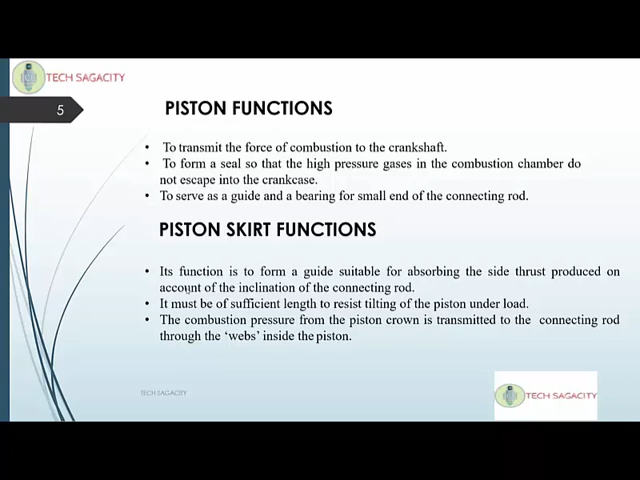 TECH SAGACITY
5
PISTON FUNCTIONS
• To transmit the force of combustion to the crankshaft.
• To form a seal so that the high pressure gases in the combustion chamber do
not escape into the crankcase.
• To serve as a guide and a bearing for small end of the connecting rod.
PISTON SKIRT FUNCTIONS
• Its function is to form a guide suitable for absorbing the side thrust produced on
account of the inclination of the connecting rod.
• It must be of sufficient length to resist tilting of the piston under load.
• The combustion pressure from the piston crown is transmitted to the connecting rod
through the ‘webs’ inside the piston.
TECH SAGACITY
TECH SAGACITY